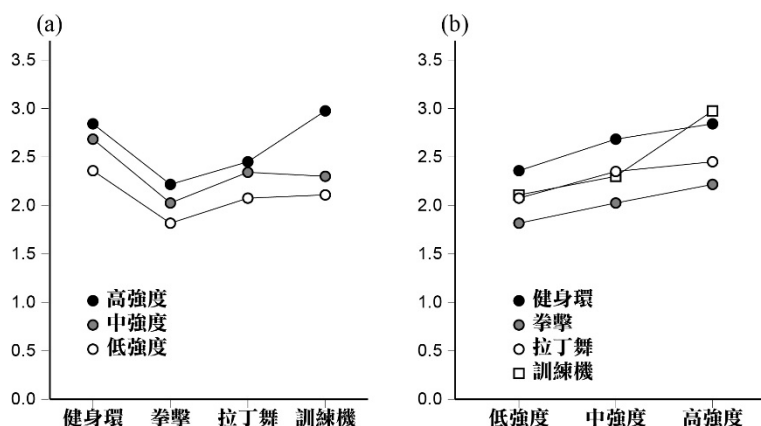 (a)
3.5
3.0
2.5
2.0
1.5
1.0
0.5
0.0
高強度
中強度
低強度
健身環 拳擊 拉丁舞 訓練機
(b)
3.5
3.0
2.5
2.0
1.5
1.0
0.5
0.0
健身環
拳擊
拉丁舞
訓練機
低強度 中強度 高強度